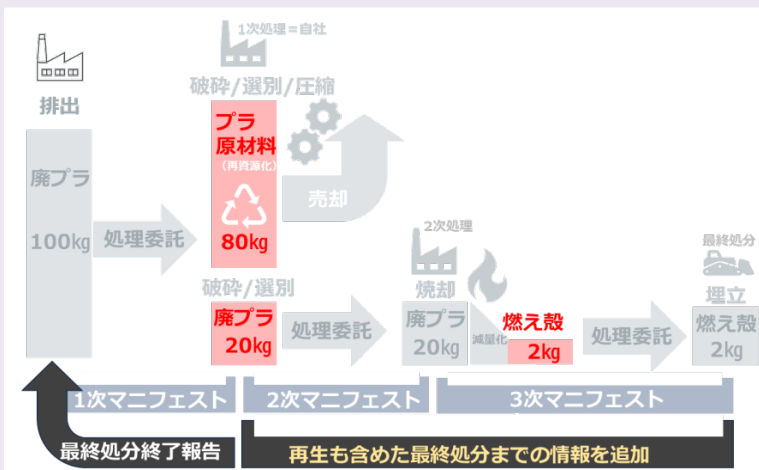 1次処理＝自社
破砕/選別/圧縮
排出
プラ
原材料
（再資源化）
80kg
売却
廃プラ
100kg
処理委託
破砕/選別
廃プラ
20kg
処理委託
2次処理
焼却
廃プラ
20kg
減量化
燃え殻
2kg
処理委託
最終処分
埋立
燃え殻
2kg
1次マニフェスト
2次マニフェスト
3次マニフェスト
最終処分終了報告
再生も含めた最終処分までの情報を追加